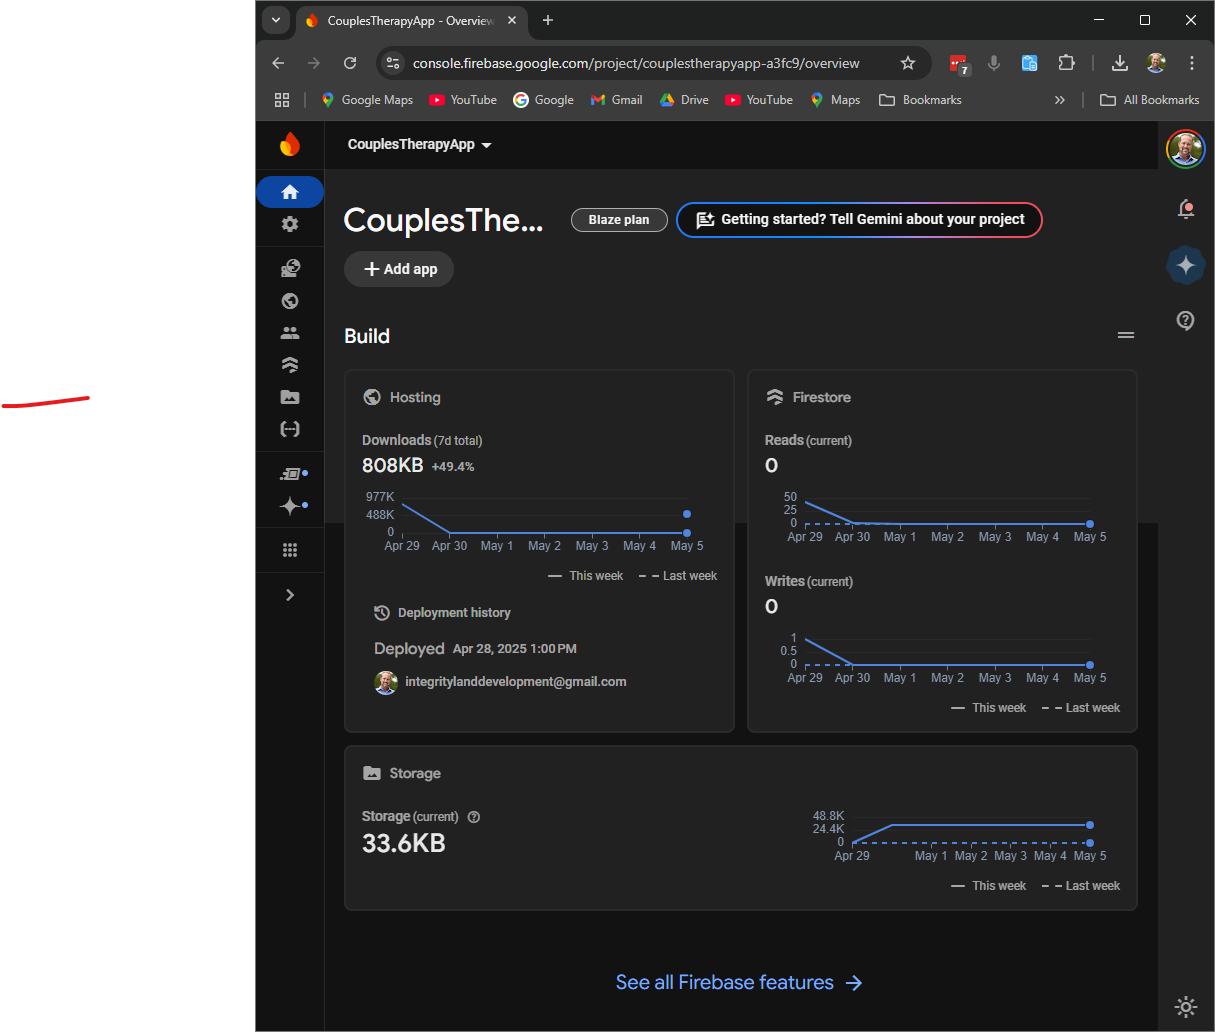 CouplesTherapyApp - Overview
console.firebase.google.com/project/couplestherapyapp-a3fc9/overview
7
Google Maps
YouTube
Google
Gmail
Drive
YouTube
Maps
Bookmarks
»
All Bookmarks
CouplesTherapyApp
CouplesThe...
Blaze plan
Getting started? Tell Gemini about your project
+ Add app
Build
Hosting
Downloads (7d total)
808KB +49.4%
977K
488K
0
Apr 29 Apr 30 May 1 May 2 May 3 May 4 May 5
This week Last week
Deployment history
Deployed Apr 28, 2025 1:00 PM
integritylanddevelopment@gmail.com
Firestore
Reads (current)
0
50
25
0
Apr 29 Apr 30 May 1 May 2 May 3 May 4 May 5
Writes (current)
0
1
0.5
0
Apr 29 Apr 30 May 1 May 2 May 3 May 4 May 5
This week Last week
Storage
Storage (current)
33.6KB
48.8K
24.4K
0
Apr 29 May 1 May 2 May 3 May 4 May 5
This week Last week
See all Firebase features →